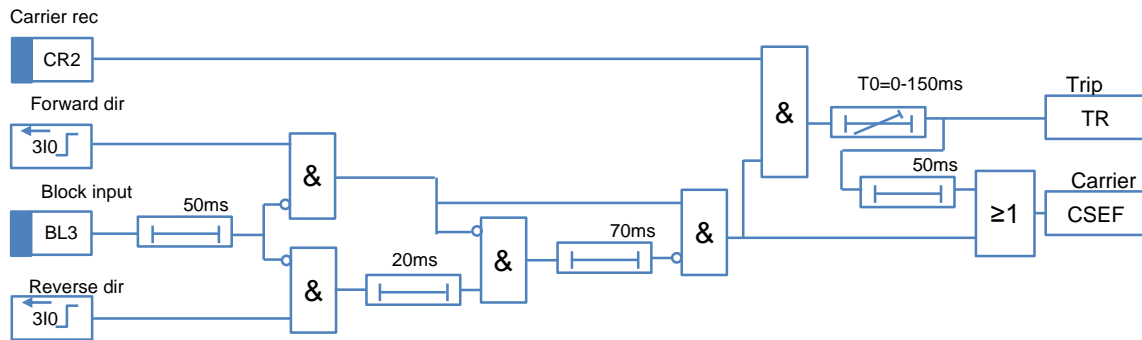 Carrier rec
CR2
Forward dir
3I0
Block input
BL3
50ms
Reverse dir
3I0
&
&
20ms
&
70ms
&
&
T0=0-150ms
Trip
TR
50ms
≥1
Carrier
CSEF